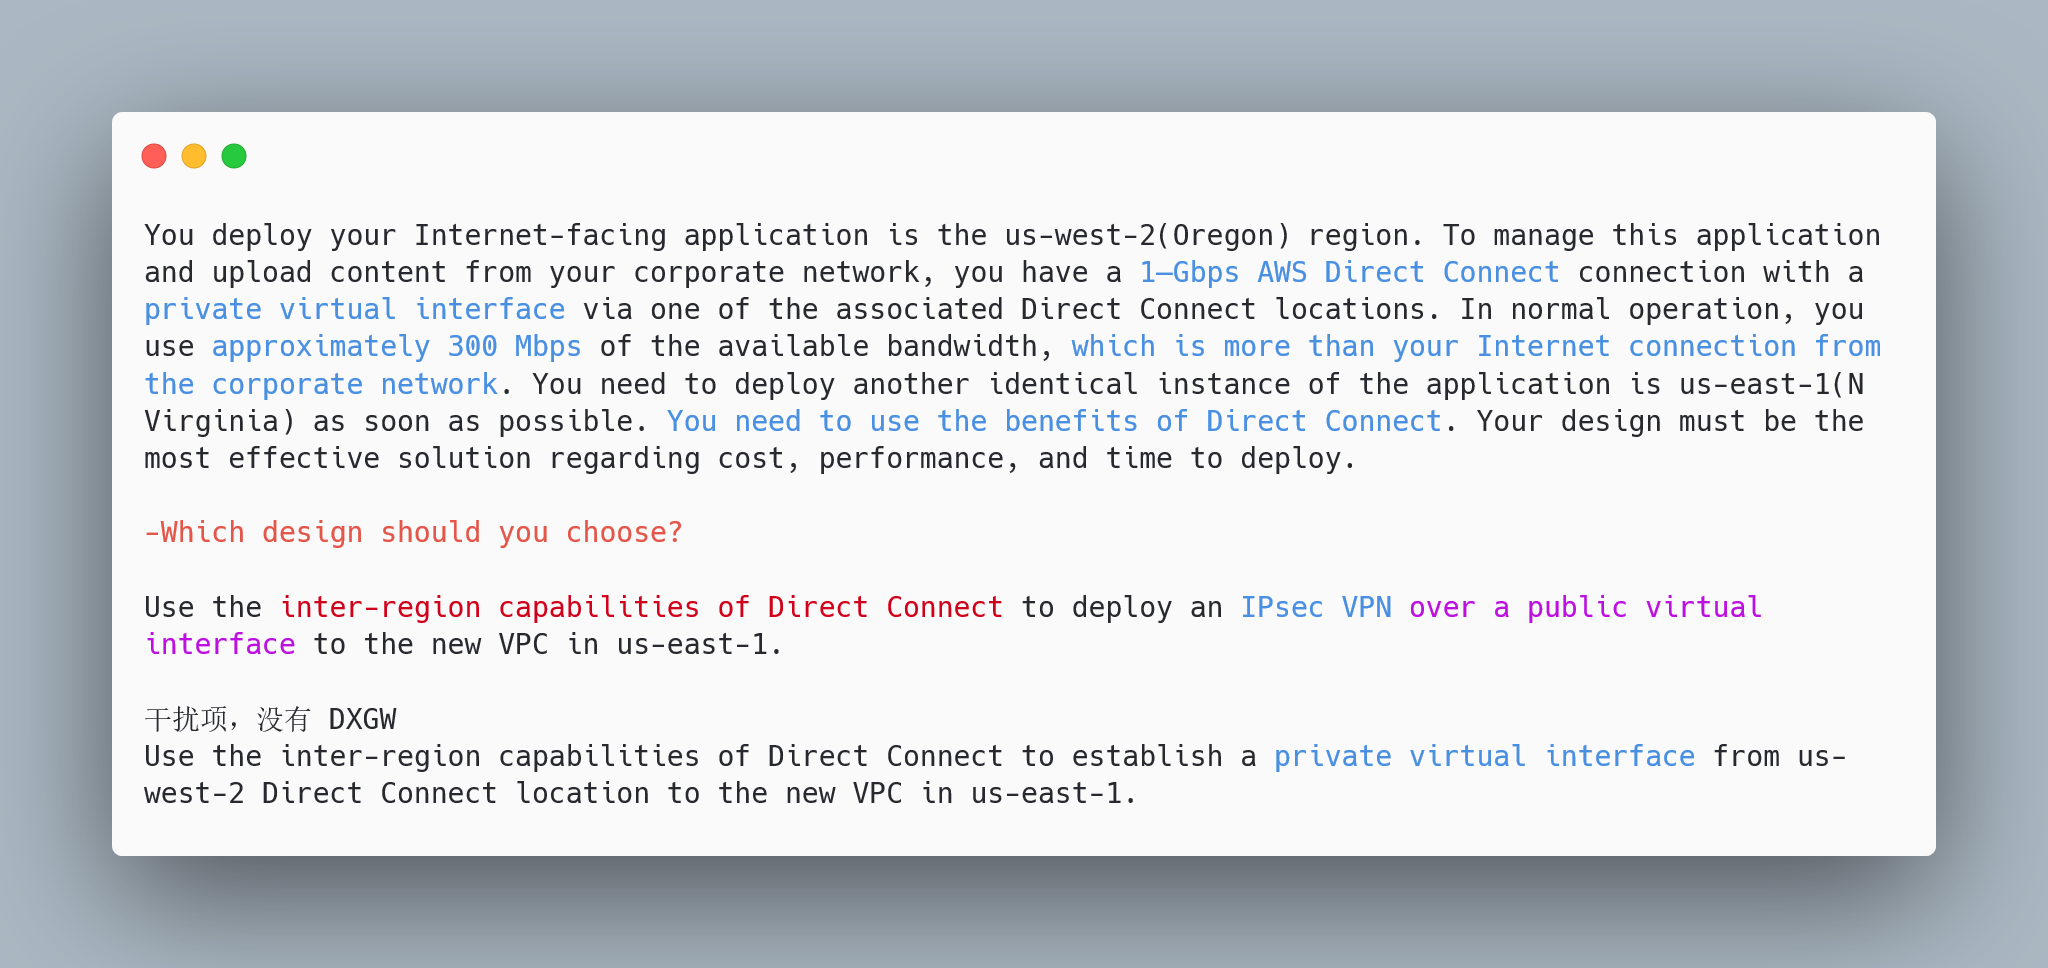 You deploy your Internet-facing application is the us-west-2(Oregon) region. To manage this application
and upload content from your corporate network, you have a 1–Gbps AWS Direct Connect connection with a
private virtual interface via one of the associated Direct Connect locations. In normal operation, you
use approximately 300 Mbps of the available bandwidth, which is more than your Internet connection from
the corporate network. You need to deploy another identical instance of the application is us-east-1(N
Virginia) as soon as possible. You need to use the benefits of Direct Connect. Your design must be the
most effective solution regarding cost, performance, and time to deploy.
-Which design should you choose?
Use the inter-region capabilities of Direct Connect to deploy an IPsec VPN over a public virtual
interface to the new VPC in us-east-1.
干扰项，没有 DXGW
Use the inter-region capabilities of Direct Connect to establish a private virtual interface from us-
west-2 Direct Connect location to the new VPC in us-east-1.